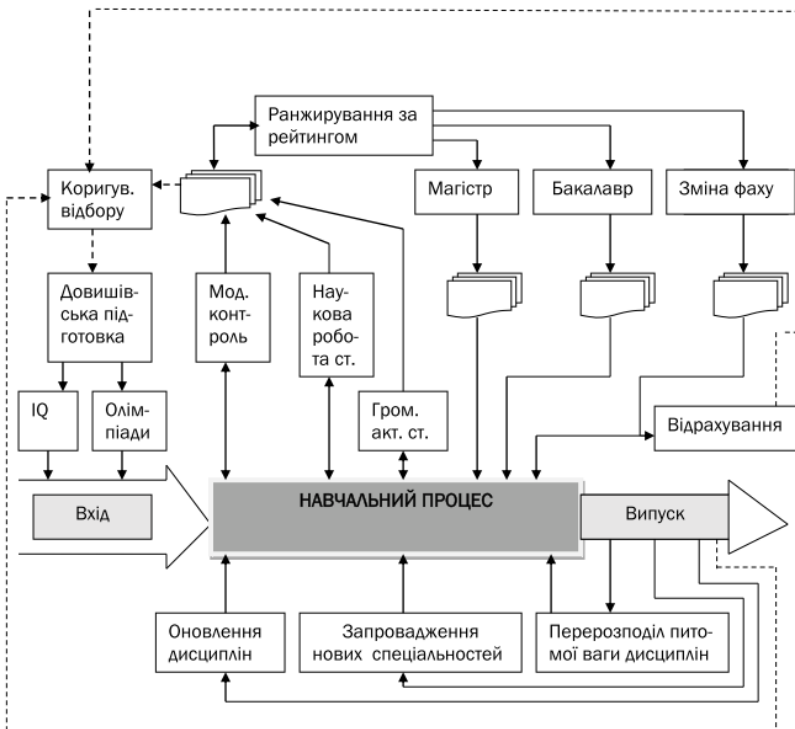 Ранжирування за
рейтингом
Коригув.
відбору
Магістр
Бакалавр
Зміна фаху
Довишів-
ська під-
готовка
Мод.
конт-
роль
Нау-
кова
робо-
та ст.
IQ
Олім-
піади
Гром.
акт. ст.
Відрахування
Вхід
НАВЧАЛЬНИЙ ПРОЦЕС
Випуск
Оновлення
дисциплін
Запровадження
нових спеціальностей
Перерозподіл пито-
мої ваги дисциплін